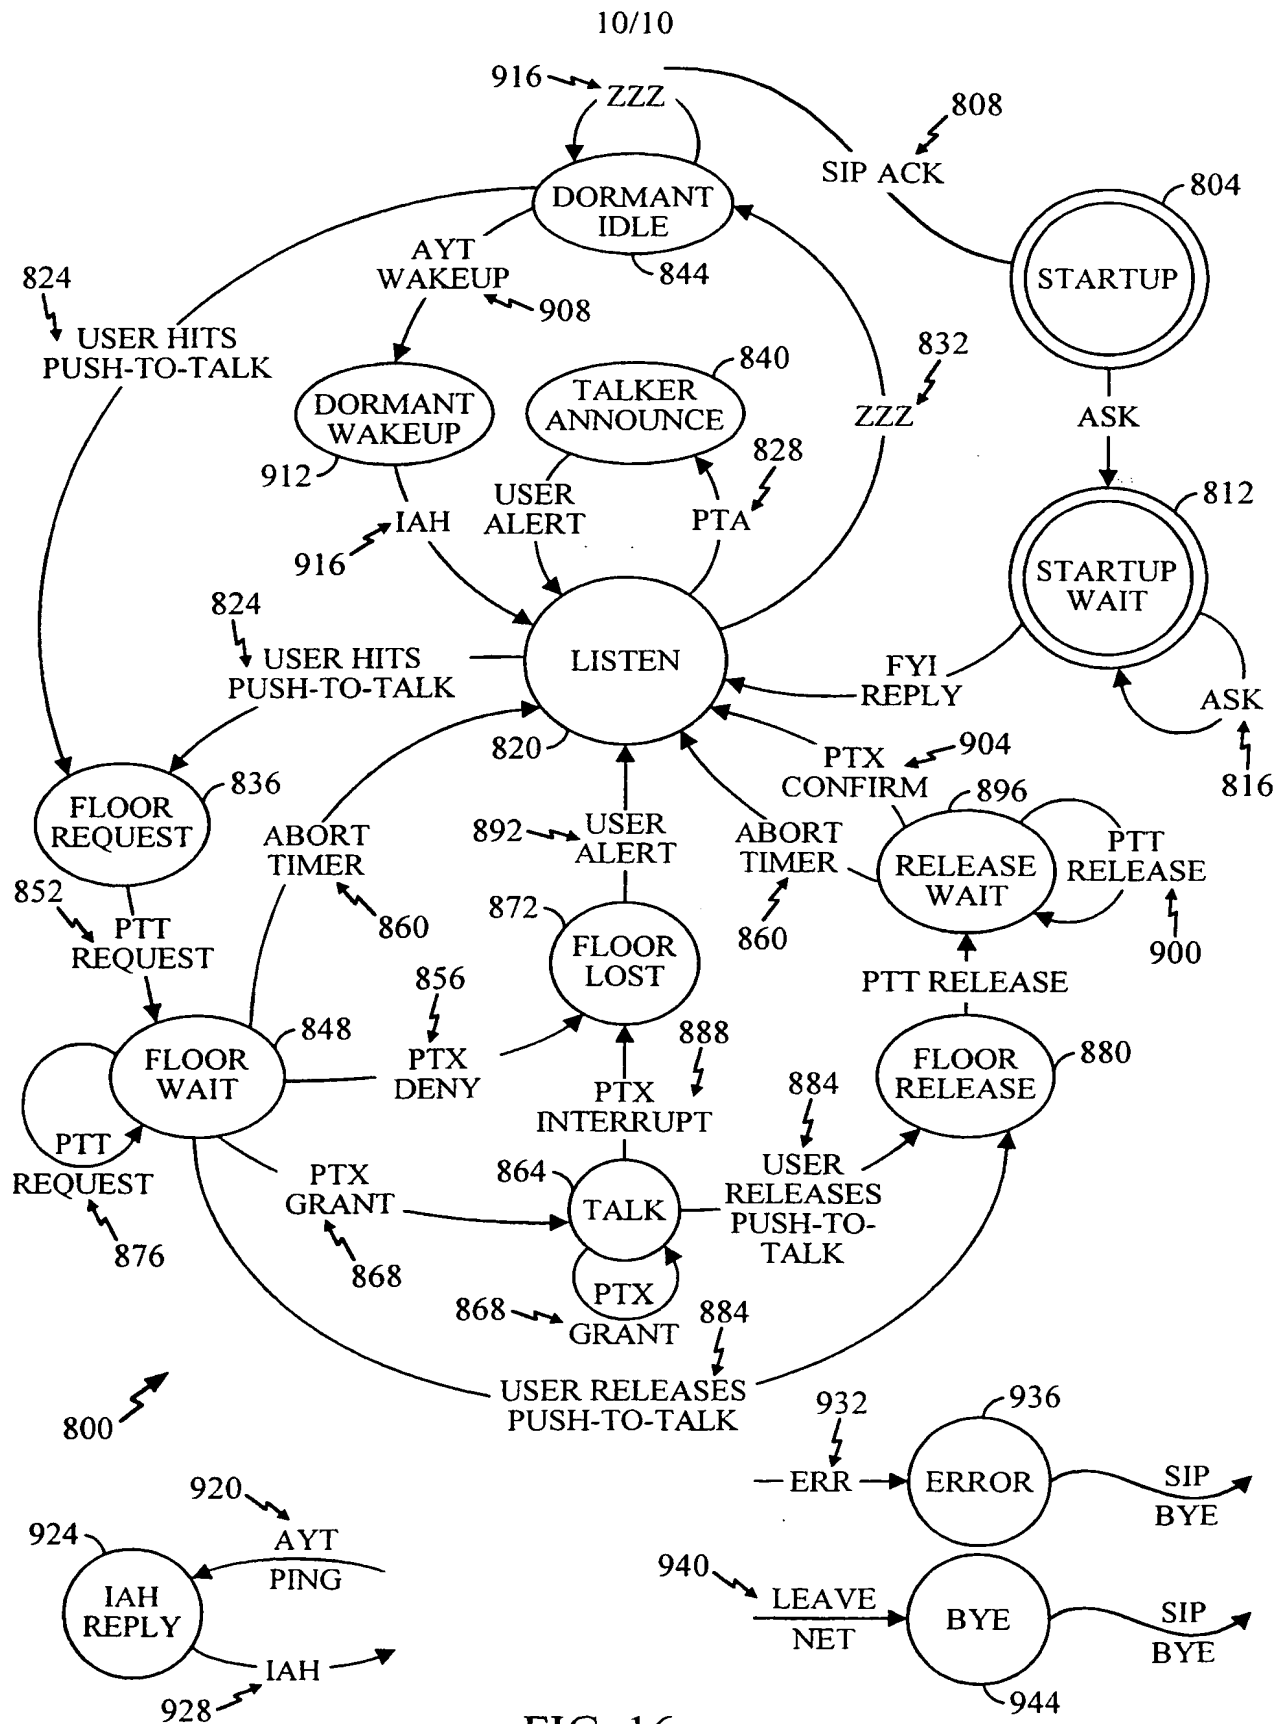 10/10
916
ZZZ
808
SIP ACK
804
DORMANT
IDLE
STARTUP
AYT
WAKEUP
844
908
824
USER HITS
PUSH-TO-TALK
832
840
TALKER
ANNOUNCE
DORMANT
WAKEUP
ZZZ
ASK
912
828
USER
ALERT
PTA
812
IAH
916
STARTUP
WAIT
824
USER HITS
PUSH-TO-TALK
LISTEN
FYI
REPLY
ASK
820
904
PTX
CONFIRM
816
836
FLOOR
REQUEST
896
ABORT
TIMER
892
USER
ALERT
ABORT
TIMER
PTT
RELEASE
RELEASE
WAIT
852
872
860
860
900
PTT
REQUEST
FLOOR
LOST
856
PTT RELEASE
848
FLOOR
WAIT
888
PTX
DENY
FLOOR
RELEASE
880
884
PTX
INTERRUPT
PTT
REQUEST
864
USER
RELEASES
PUSH-TO-
TALK
PTX
GRANT
TALK
876
868
PTX
GRANT
868
884
USER RELEASES
PUSH-TO-TALK
800
932
936
ERR
ERROR
SIP
BYE
920
924
AYT
PING
940
IAH
REPLY
LEAVE
NET
BYE
SIP
BYE
IAH
928
944
FIG. 16